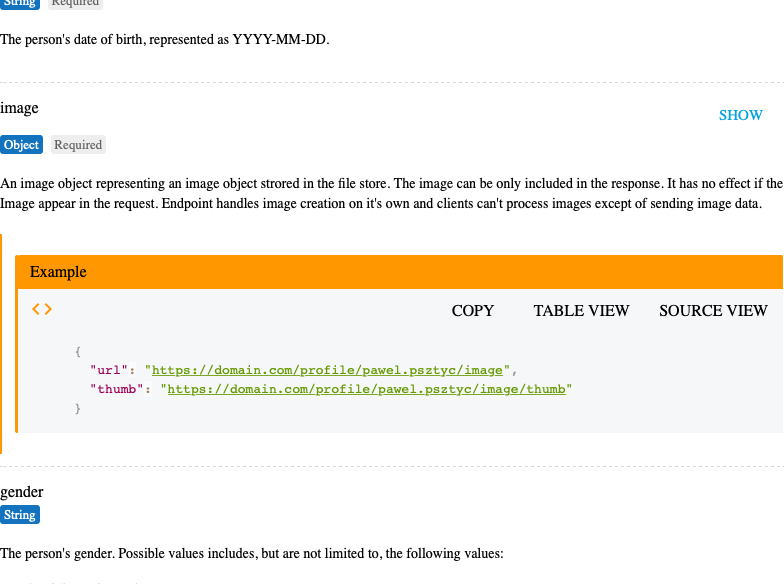 String Required
The person's date of birth, represented as YYYY-MM-DD.
image
SHOW
Object Required
An image object representing an image object strored in the file store. The image can be only included in the response. It has no effect if the
Image appear in the request. Endpoint handles image creation on it's own and clients can't process images except of sending image data.
Example
<> COPY TABLE VIEW SOURCE VIEW
{
"url": "https://domain.com/profile/pawel.psztyc/image",
"thumb": "https://domain.com/profile/pawel.psztyc/image/thumb"
}
gender
String
The person's gender. Possible values includes, but are not limited to, the following values: